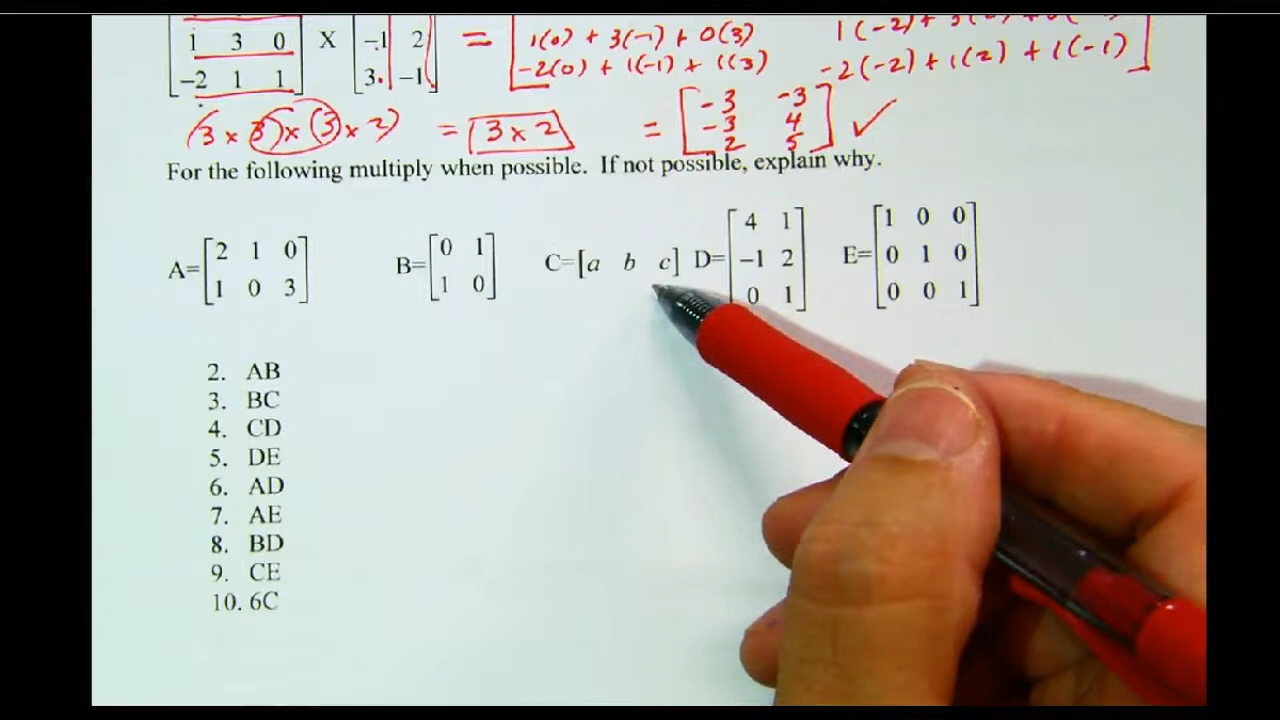 1 3 0 X -1 2 = 1(0) + 3(-1) + 0(3) 1(-2) +
-2 1 1 3 -1 -2(0) + 1(-1) + 1(3) -2(-2) + 1(2) + 1(-1)
(3 x 3) x (3 x 2) = 3 x 2 = [-3 -3
-3 4
2 5] ✓
For the following multiply when possible. If not possible, explain why.
A=[2 1 0 B=[0 1 C=[a b c] D=[4 1 E=[1 0 0
1 0 3] 1 0] -1 2 0 1 0
0 1] 0 0 1]
2. AB
3. BC
4. CD
5. DE
6. AD
7. AE
8. BD
9. CE
10. 6C